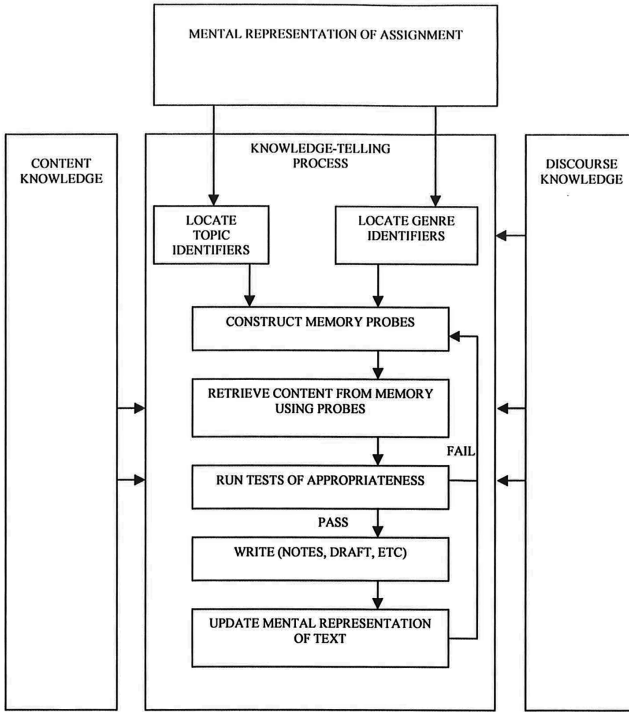 MENTAL REPRESENTATION OF ASSIGNMENT
CONTENT
KNOWLEDGE
KNOWLEDGE-TELLING
PROCESS
DISCOURSE
KNOWLEDGE
LOCATE
TOPIC
IDENTIFIERS
LOCATE GENRE
IDENTIFIERS
CONSTRUCT MEMORY PROBES
RETRIEVE CONTENT FROM MEMORY
USING PROBES
FAIL
RUN TESTS OF APPROPRIATENESS
PASS
WRITE (NOTES, DRAFT, ETC)
UPDATE MENTAL REPRESENTATION
OF TEXT